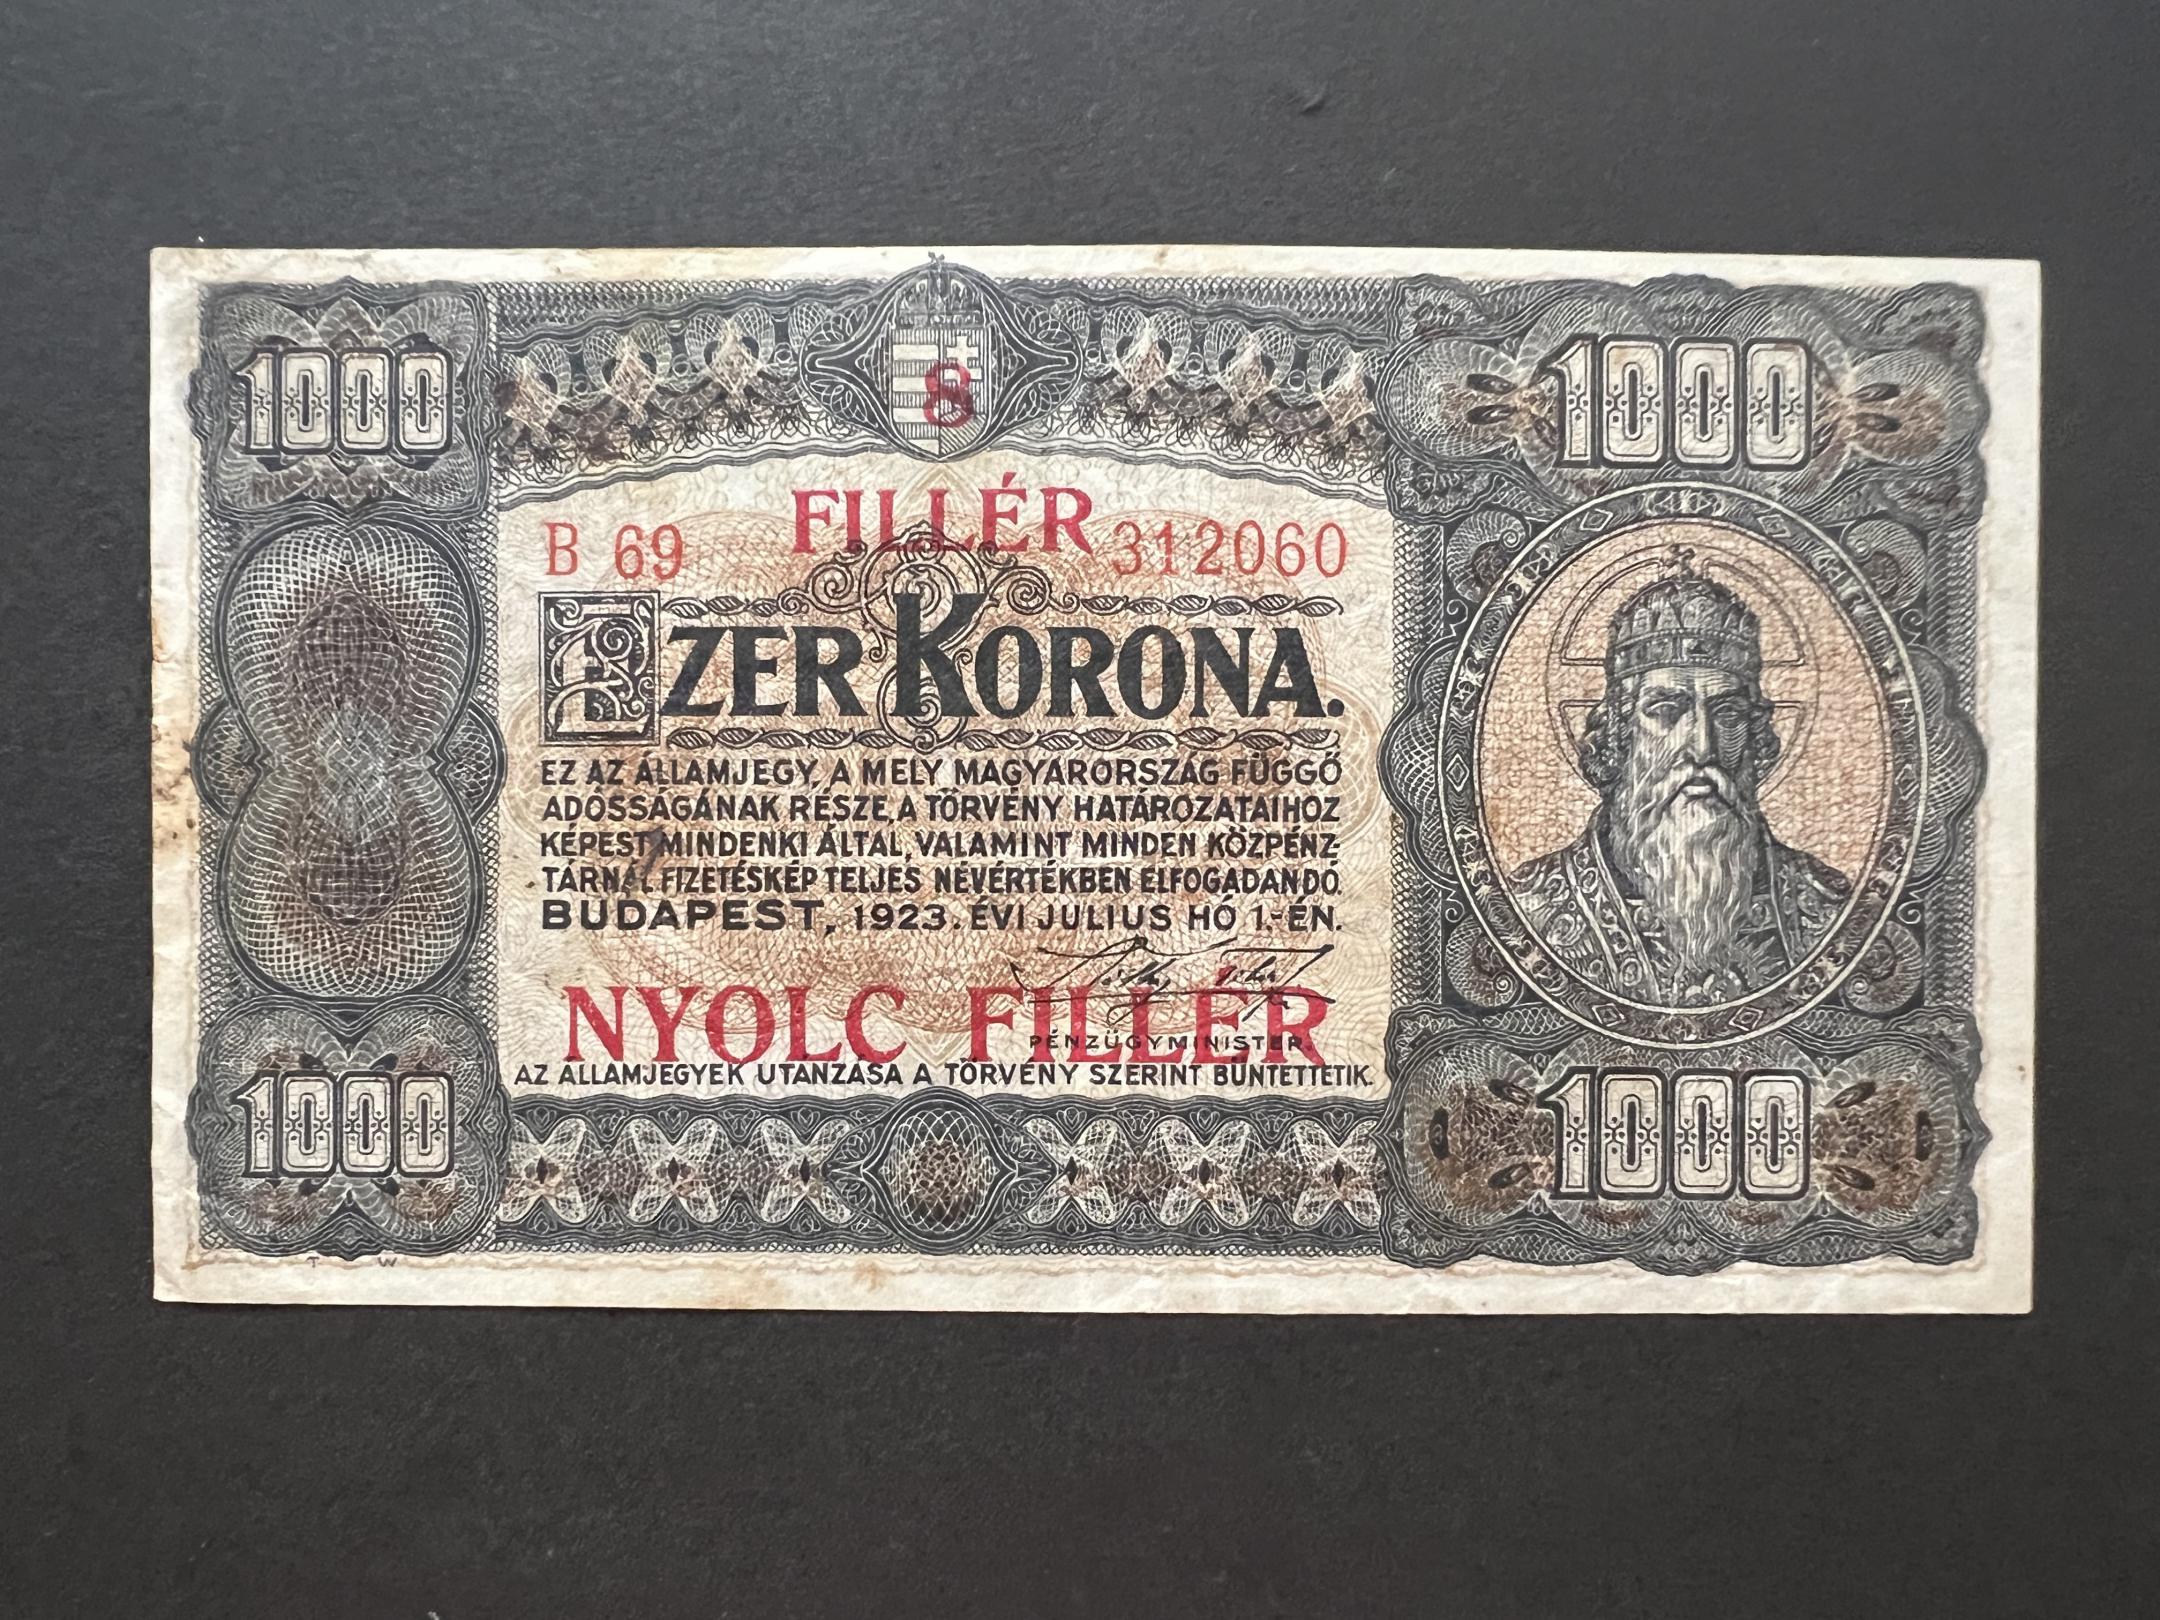 1000
8
1000
FILLÉR
B 69
312060
EZER KORONA.
EZ AZ ÁLLAMJEGY, A MELY MAGYARORSZÁG FÜGGŐ
ADÓSSÁGÁNAK RÉSZE, A TÖRVÉNY HATÁROZATAIHOZ
KÉPEST MINDENKI ÁLTAL, VALAMINT MINDEN KÖZPÉNZ-
TÁRNÁL FIZETÉSKÉP TELJES NÉVÉRTÉKBEN ELFOGADANDÓ.
BUDAPEST, 1923. ÉVI JULIUS HÓ 1.-ÉN.
NYOLC FILLÉR
PÉNZÜGYMINISTER.
AZ ÁLLAMJEGYEK UTÁNZÁSA A TÖRVÉNY SZERINT BÜNTETTETIK.
1000
1000
T W